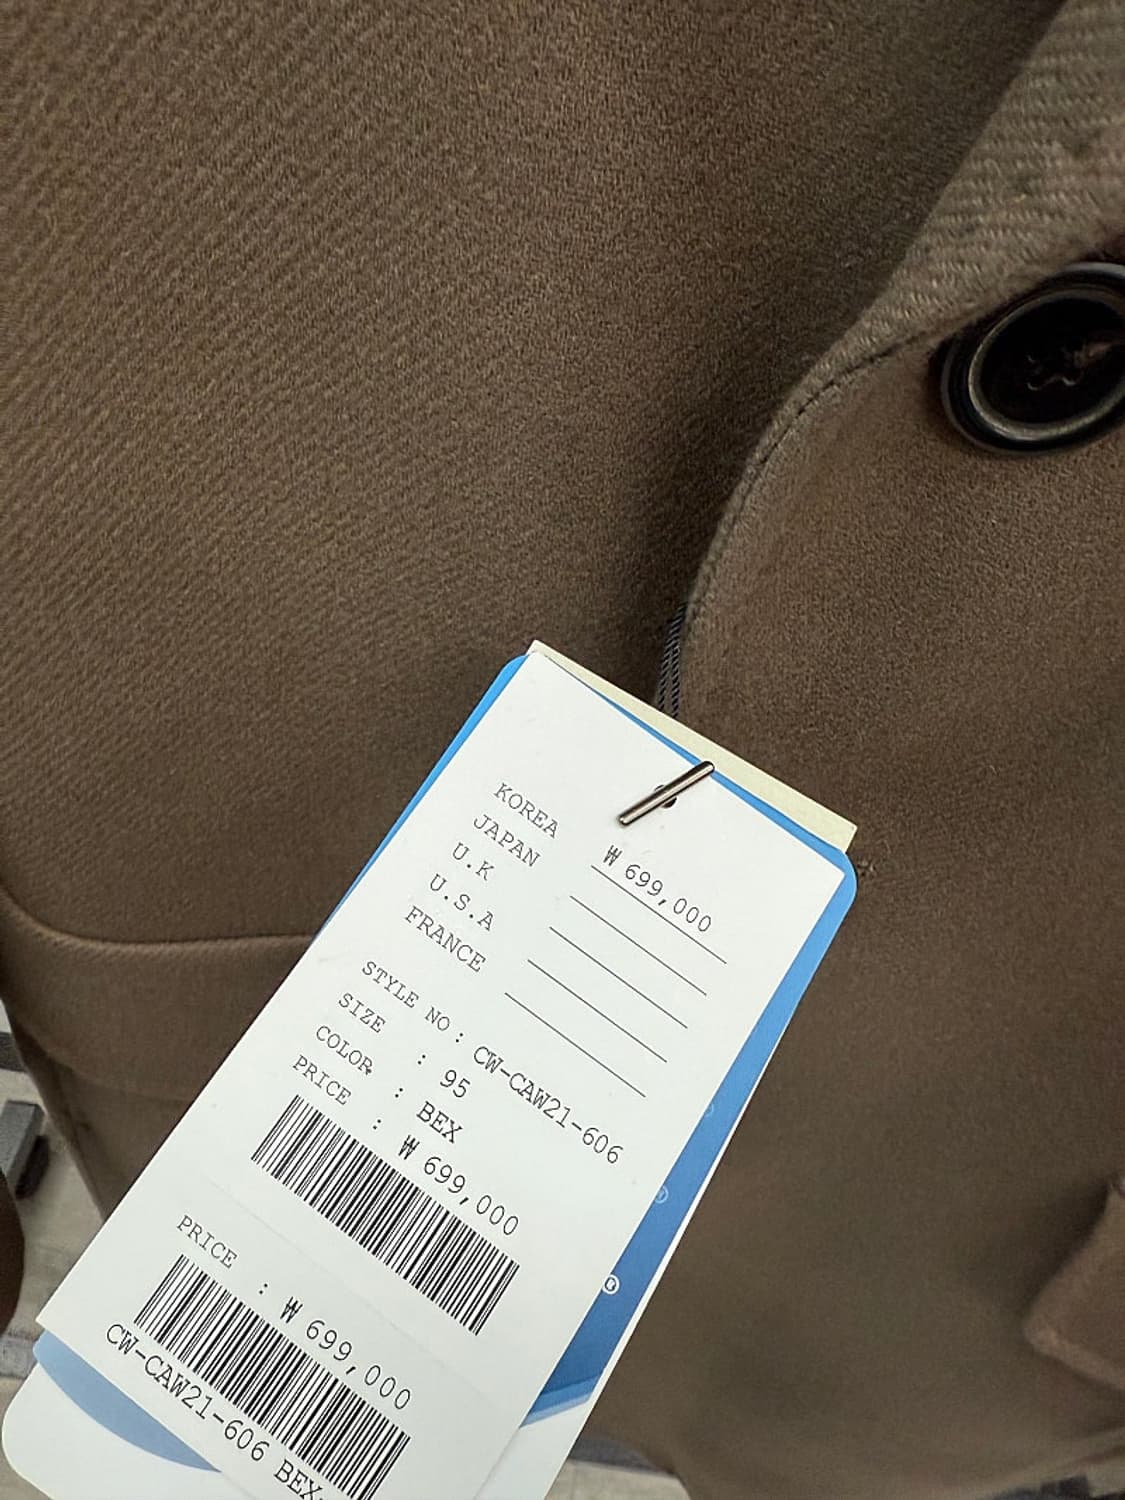 KOREA ₩ 699,000
JAPAN
U.K
U.S.A
FRANCE
STYLE NO : CW-CAW21-606
SIZE : 95
COLOR : BEX
PRICE : ₩ 699,000
PRICE : ₩ 699,000
CW-CAW21-606 BEX
®
®
®